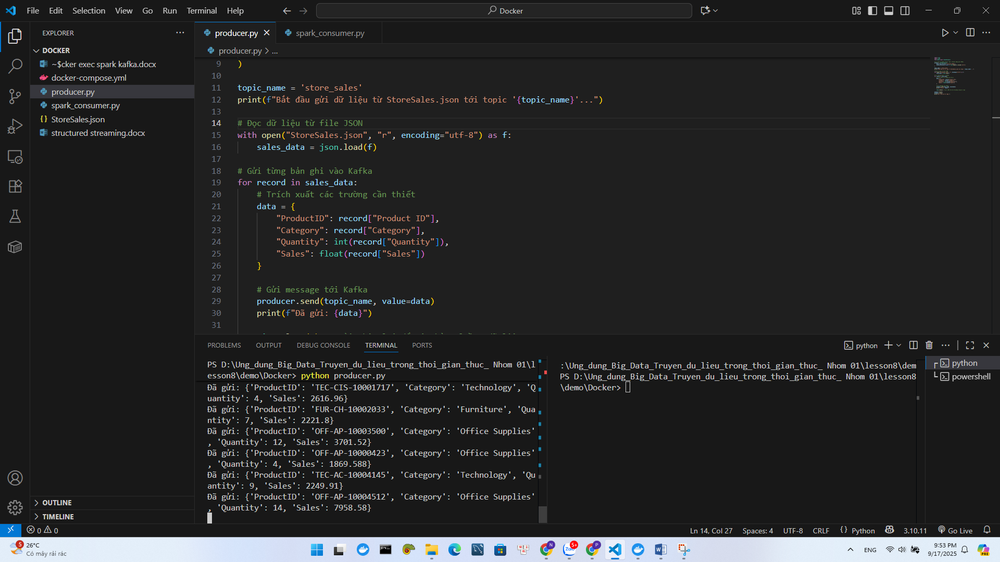 File Edit Selection View Go Run Terminal Help
Docker
EXPLORER
DOCKER
~$cker exec spark kafka.docx
docker-compose.yml
producer.py
spark_consumer.py
StoreSales.json
structured streaming.docx
OUTLINE
TIMELINE
producer.py
spark_consumer.py
producer.py > ...
9 )
10
11 topic_name = 'store_sales'
12 print(f"Bắt đầu gửi dữ liệu từ StoreSales.json tới topic '{topic_name}'...")
13
14 # Đọc dữ liệu từ file JSON
15 with open("StoreSales.json", "r", encoding="utf-8") as f:
16 sales_data = json.load(f)
17
18 # Gửi từng bản ghi vào Kafka
19 for record in sales_data:
20 # Trích xuất các trường cần thiết
21 data = {
22 "ProductID": record["Product ID"],
23 "Category": record["Category"],
24 "Quantity": int(record["Quantity"]),
25 "Sales": float(record["Sales"])
26 }
27
28 # Gửi message tới Kafka
29 producer.send(topic_name, value=data)
30 print(f"Đã gửi: {data}")
31
PROBLEMS OUTPUT DEBUG CONSOLE TERMINAL PORTS
python
PS D:\Ung_dung_Big_Data_Truyen_du_lieu_trong_thoi_gian_thuc_ Nhom 01\l
esson8\demo\Docker> python producer.py
Đã gửi: {'ProductID': 'TEC-CIS-10001717', 'Category': 'Technology', 'Q
uantity': 4, 'Sales': 2616.96}
Đã gửi: {'ProductID': 'FUR-CH-10002033', 'Category': 'Furniture', 'Qua
ntity': 7, 'Sales': 2221.8}
Đã gửi: {'ProductID': 'OFF-AP-10003500', 'Category': 'Office Supplies'
, 'Quantity': 12, 'Sales': 3701.52}
Đã gửi: {'ProductID': 'OFF-AP-10000423', 'Category': 'Office Supplies'
, 'Quantity': 4, 'Sales': 1869.588}
Đã gửi: {'ProductID': 'TEC-AC-10004145', 'Category': 'Technology', 'Qu
antity': 9, 'Sales': 2249.91}
Đã gửi: {'ProductID': 'OFF-AP-10004512', 'Category': 'Office Supplies'
, 'Quantity': 14, 'Sales': 7958.58}
:\Ung_dung_Big_Data_Truyen_du_lieu_trong_thoi_gian_thuc_ Nhom 01\lesson8\dem
PS D:\Ung_dung_Big_Data_Truyen_du_lieu_trong_thoi_gian_thuc_ Nhom 01\lesson8
\demo\Docker>
python
powershell
0 0
Ln 14, Col 27 Spaces: 4 UTF-8 CRLF {} Python 3.10.11 Go Live
5
26°C
Có mây rải rác
N
Zalo
5+
P
PRE
ENG
9:53 PM
9/17/2025